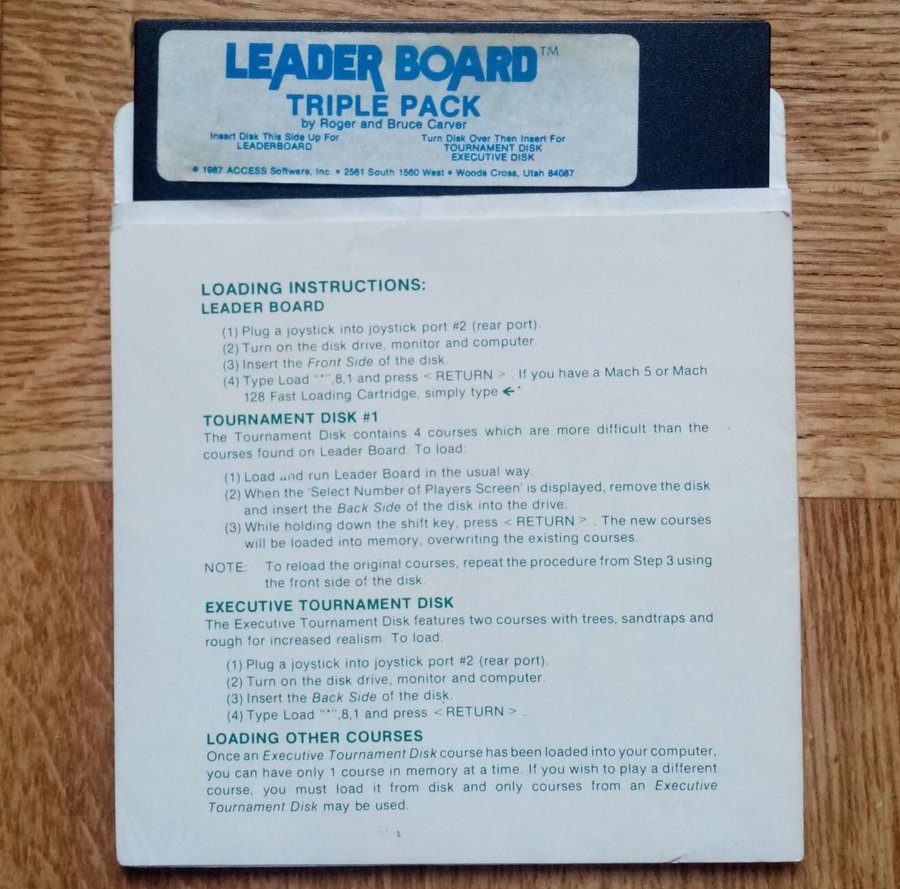 LEADER BOARD™
TRIPLE PACK
by Roger and Bruce Carver
Insert Disk This Side Up For
LEADERBOARD
Turn Disk Over Then Insert For
TOURNAMENT DISK
EXECUTIVE DISK
© 1987 ACCESS Software, Inc. • 2561 South 1560 West • Woods Cross, Utah 84087
LOADING INSTRUCTIONS:
LEADER BOARD
(1) Plug a joystick into joystick port #2 (rear port).
(2) Turn on the disk drive, monitor and computer.
(3) Insert the Front Side of the disk.
(4) Type Load "*",8,1 and press < RETURN > . If you have a Mach 5 or Mach
128 Fast Loading Cartridge, simply type ←*
TOURNAMENT DISK #1
The Tournament Disk contains 4 courses which are more difficult than the
courses found on Leader Board. To load:
(1) Load and run Leader Board in the usual way.
(2) When the 'Select Number of Players Screen' is displayed, remove the disk
and insert the Back Side of the disk into the drive.
(3) While holding down the shift key, press < RETURN > . The new courses
will be loaded into memory, overwriting the existing courses.
NOTE: To reload the original courses, repeat the procedure from Step 3 using
the front side of the disk.
EXECUTIVE TOURNAMENT DISK
The Executive Tournament Disk features two courses with trees, sandtraps and
rough for increased realism. To load:
(1) Plug a joystick into joystick port #2 (rear port).
(2) Turn on the disk drive, monitor and computer.
(3) Insert the Back Side of the disk.
(4) Type Load "*",8,1 and press < RETURN > .
LOADING OTHER COURSES
Once an Executive Tournament Disk course has been loaded into your computer,
you can have only 1 course in memory at a time. If you wish to play a different
course, you must load it from disk and only courses from an Executive
Tournament Disk may be used.